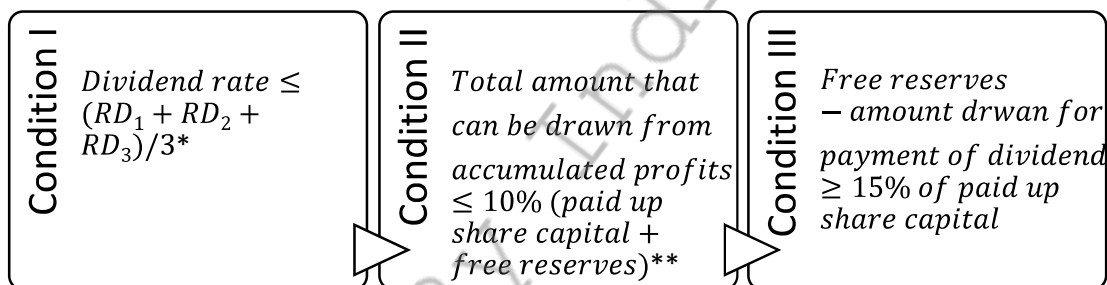 Condition I
Dividend rate ≤
(RD₁ + RD₂ +
RD₃)/3*
Condition II
Total amount that
can be drawn from
accumulated profits
≤ 10% (paid up
share capital +
free reserves)**
Condition III
Free reserves
− amount drwan for
payment of dividend
≥ 15% of paid up
share capital